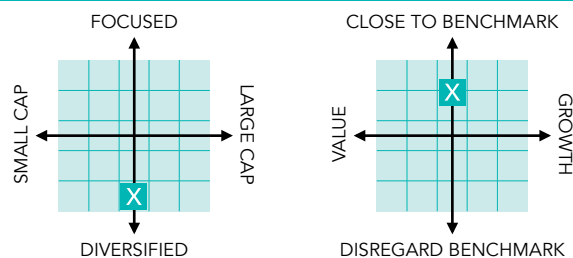 FOCUSED
SMALL CAP
LARGE CAP
X
DIVERSIFIED
CLOSE TO BENCHMARK
X
VALUE
GROWTH
DISREGARD BENCHMARK